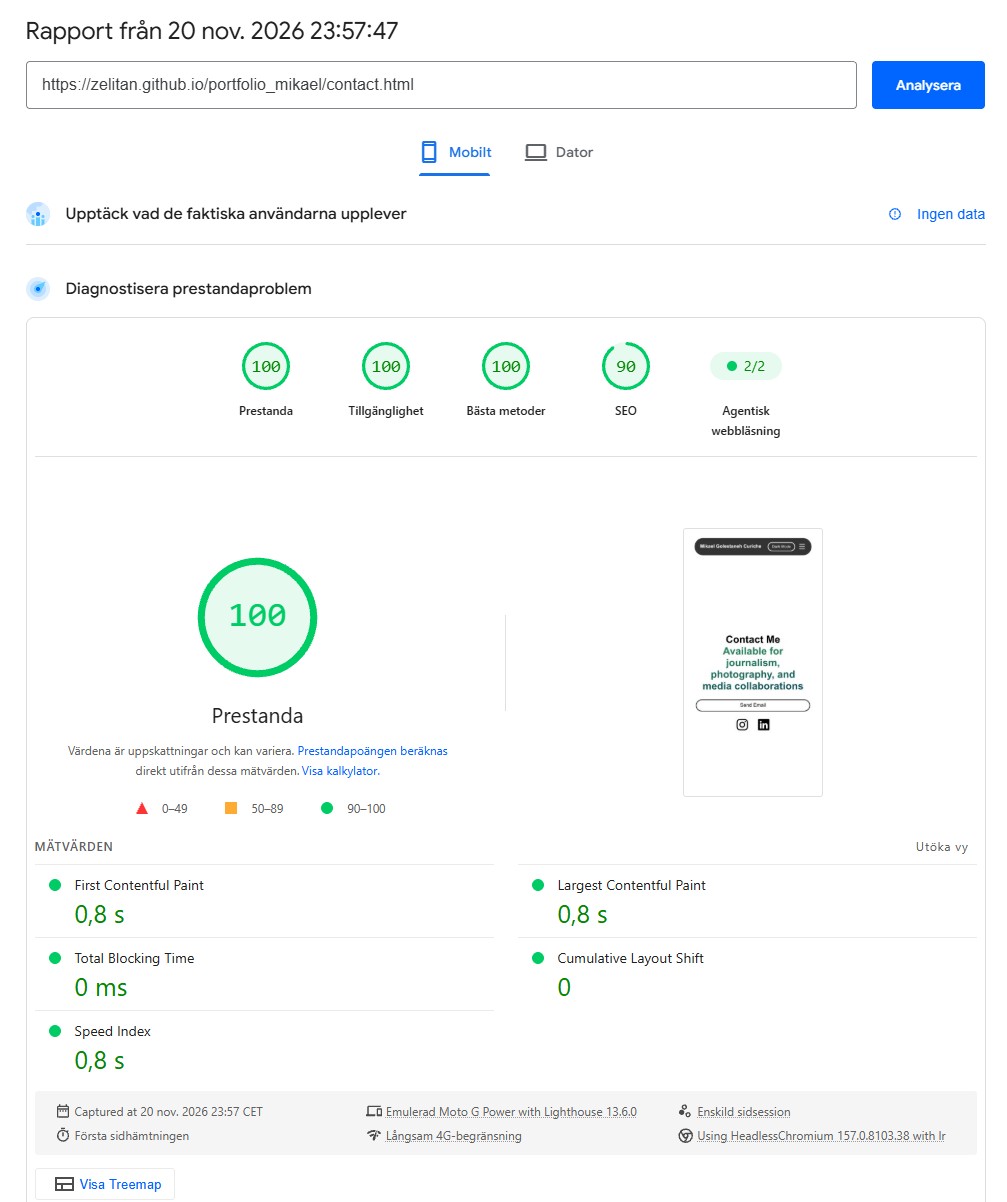 Rapport från 20 nov. 2026 23:57:47
https://zelitan.github.io/portfolio_mikael/contact.html
Analysera
Mobilt
Dator
Upptäck vad de faktiska användarna upplever
Ingen data
Diagnostisera prestandaproblem
100
100
100
90
2/2
Prestanda
Tillgänglighet
Bästa metoder
SEO
Agentisk
webbläsning
100
Prestanda
Värdena är uppskattningar och kan variera. Prestandapoängen beräknas
direkt utifrån dessa mätvärden. Visa kalkylator.
0–49
50–89
90–100
Mikael Golestaneh Curiche
Dark Mode
Contact Me
Available for
journalism,
photography, and
media collaborations
Send Email
MÄTVÄRDEN
Utöka vy
First Contentful Paint
0,8 s
Largest Contentful Paint
0,8 s
Total Blocking Time
0 ms
Cumulative Layout Shift
0
Speed Index
0,8 s
Captured at 20 nov. 2026 23:57 CET
Emulerad Moto G Power with Lighthouse 13.6.0
Enskild sidsession
Första sidhämtningen
Långsam 4G-begränsning
Using HeadlessChromium 157.0.8103.38 with lr
Visa Treemap